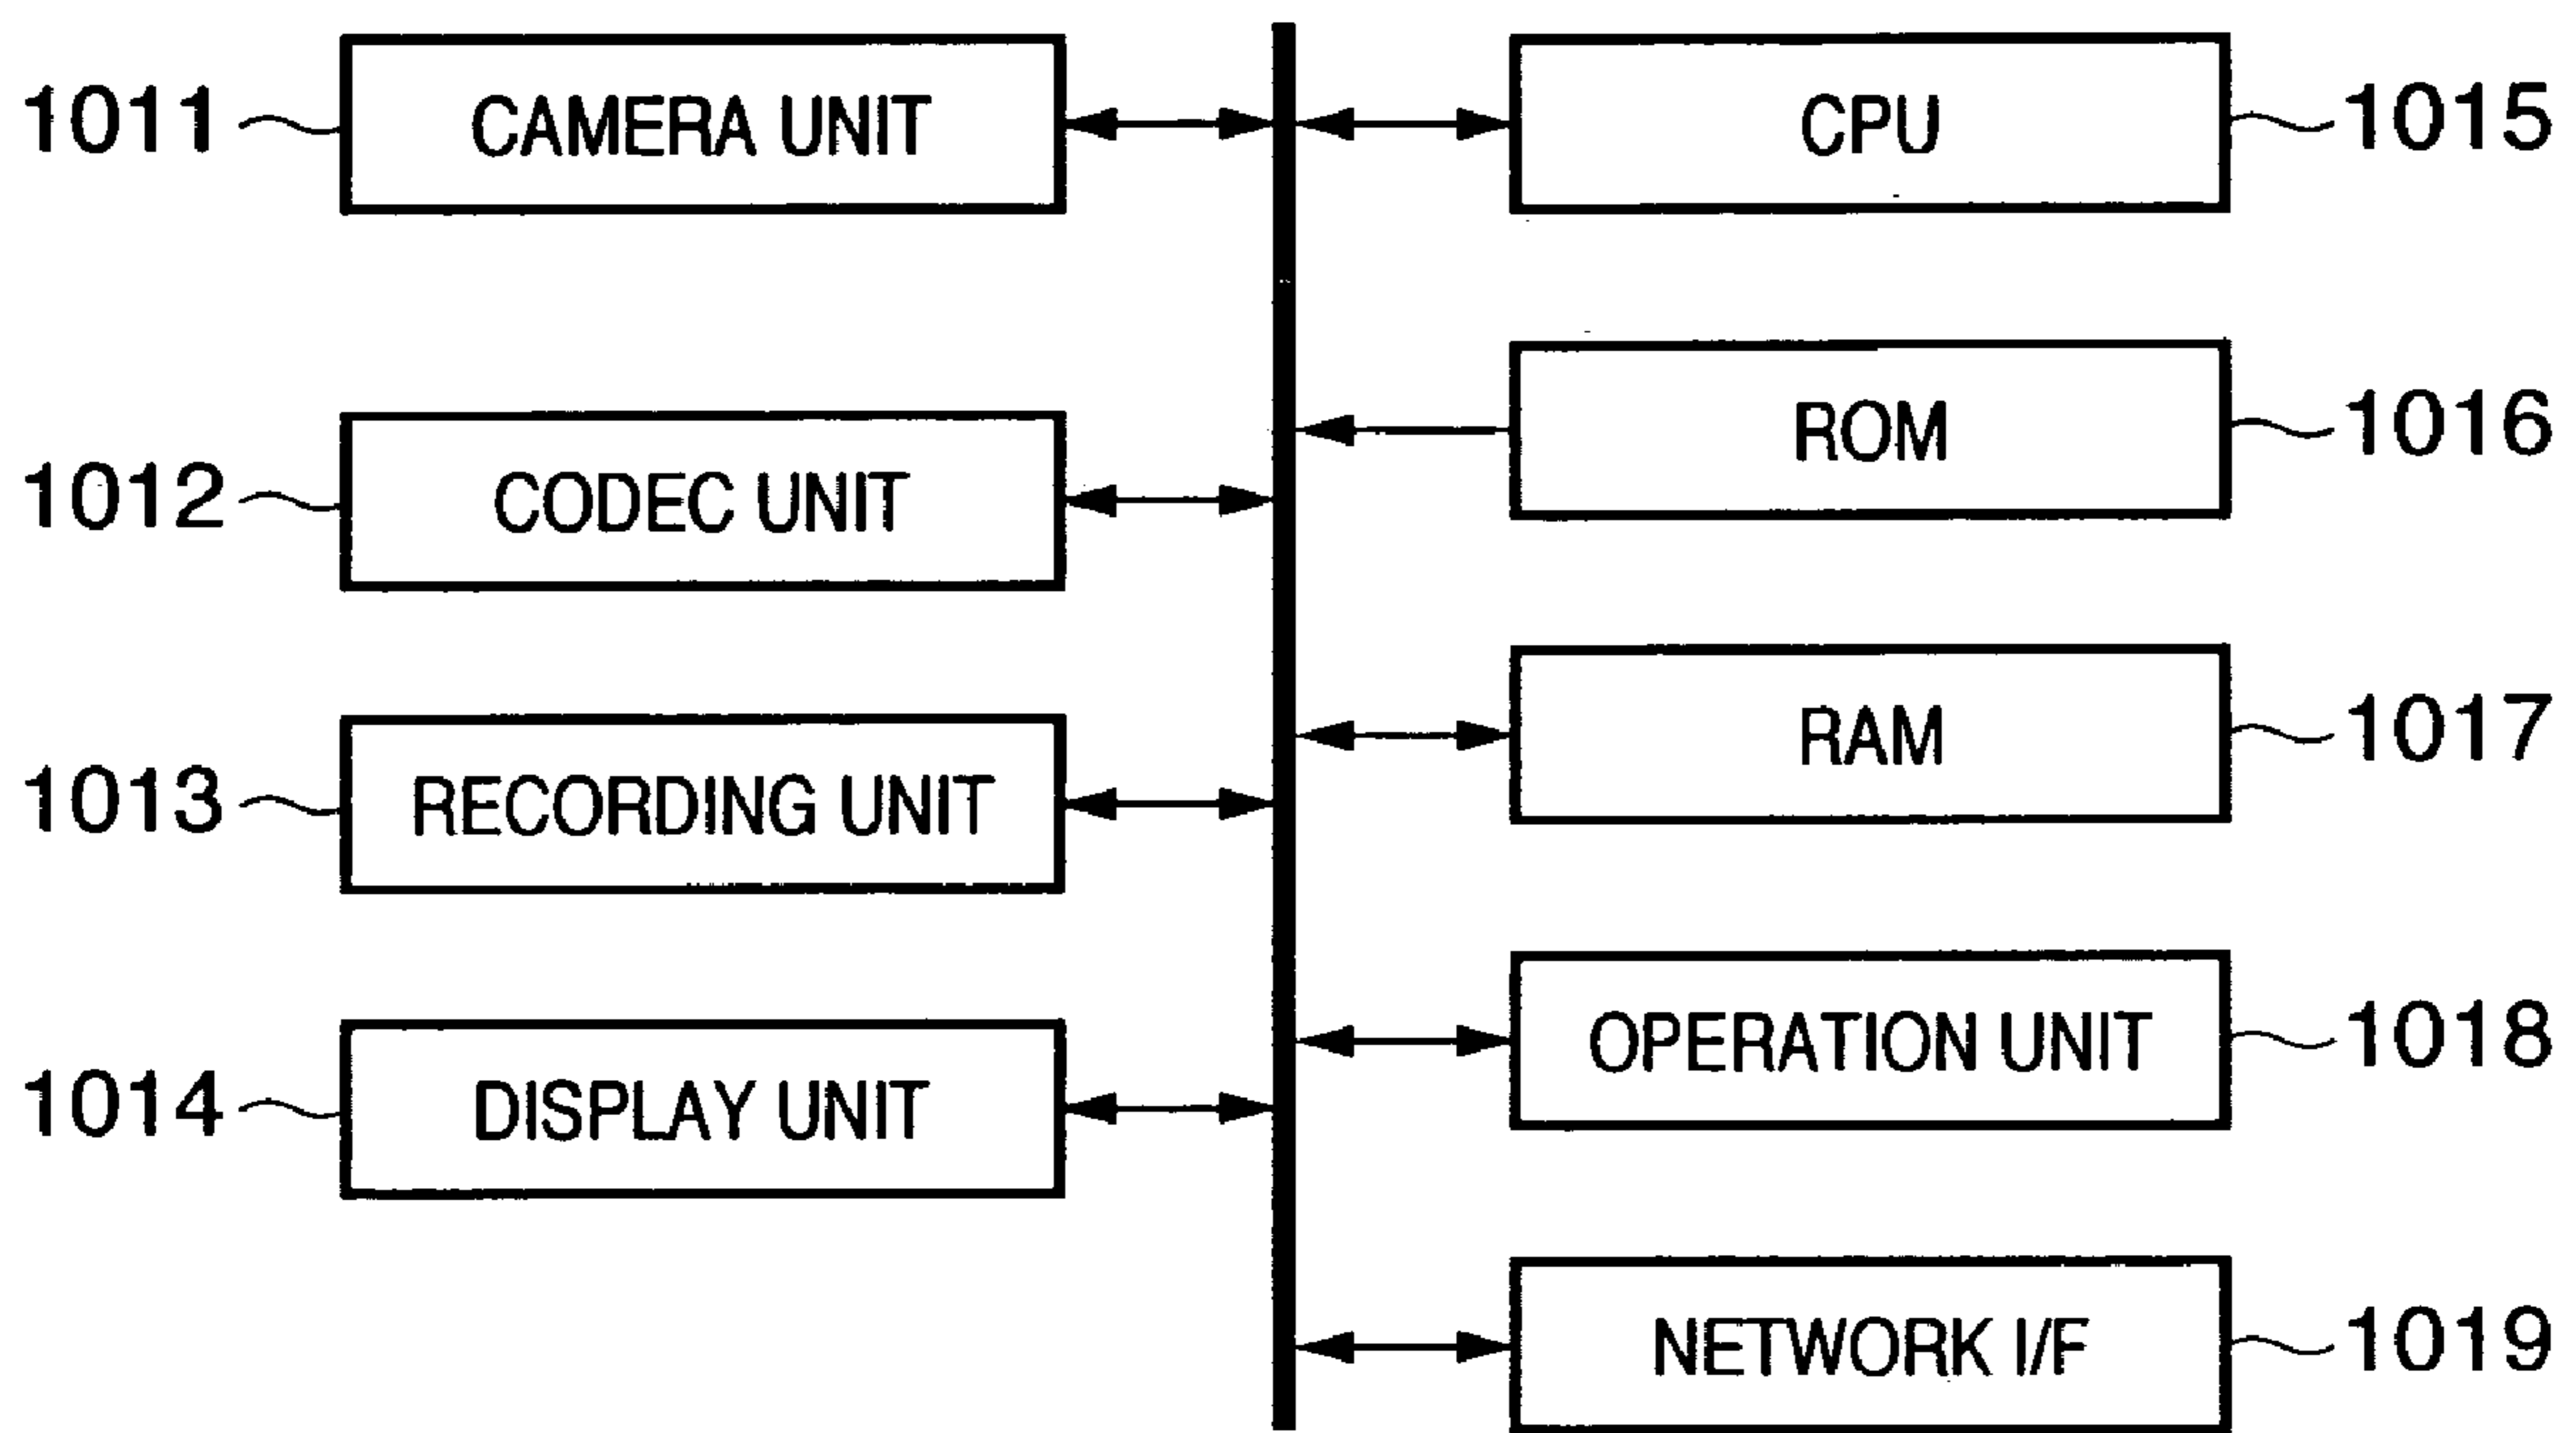 1011 CAMERA UNIT
1012 CODEC UNIT
1013 RECORDING UNIT
1014 DISPLAY UNIT
CPU 1015
ROM 1016
RAM 1017
OPERATION UNIT 1018
NETWORK I/F 1019